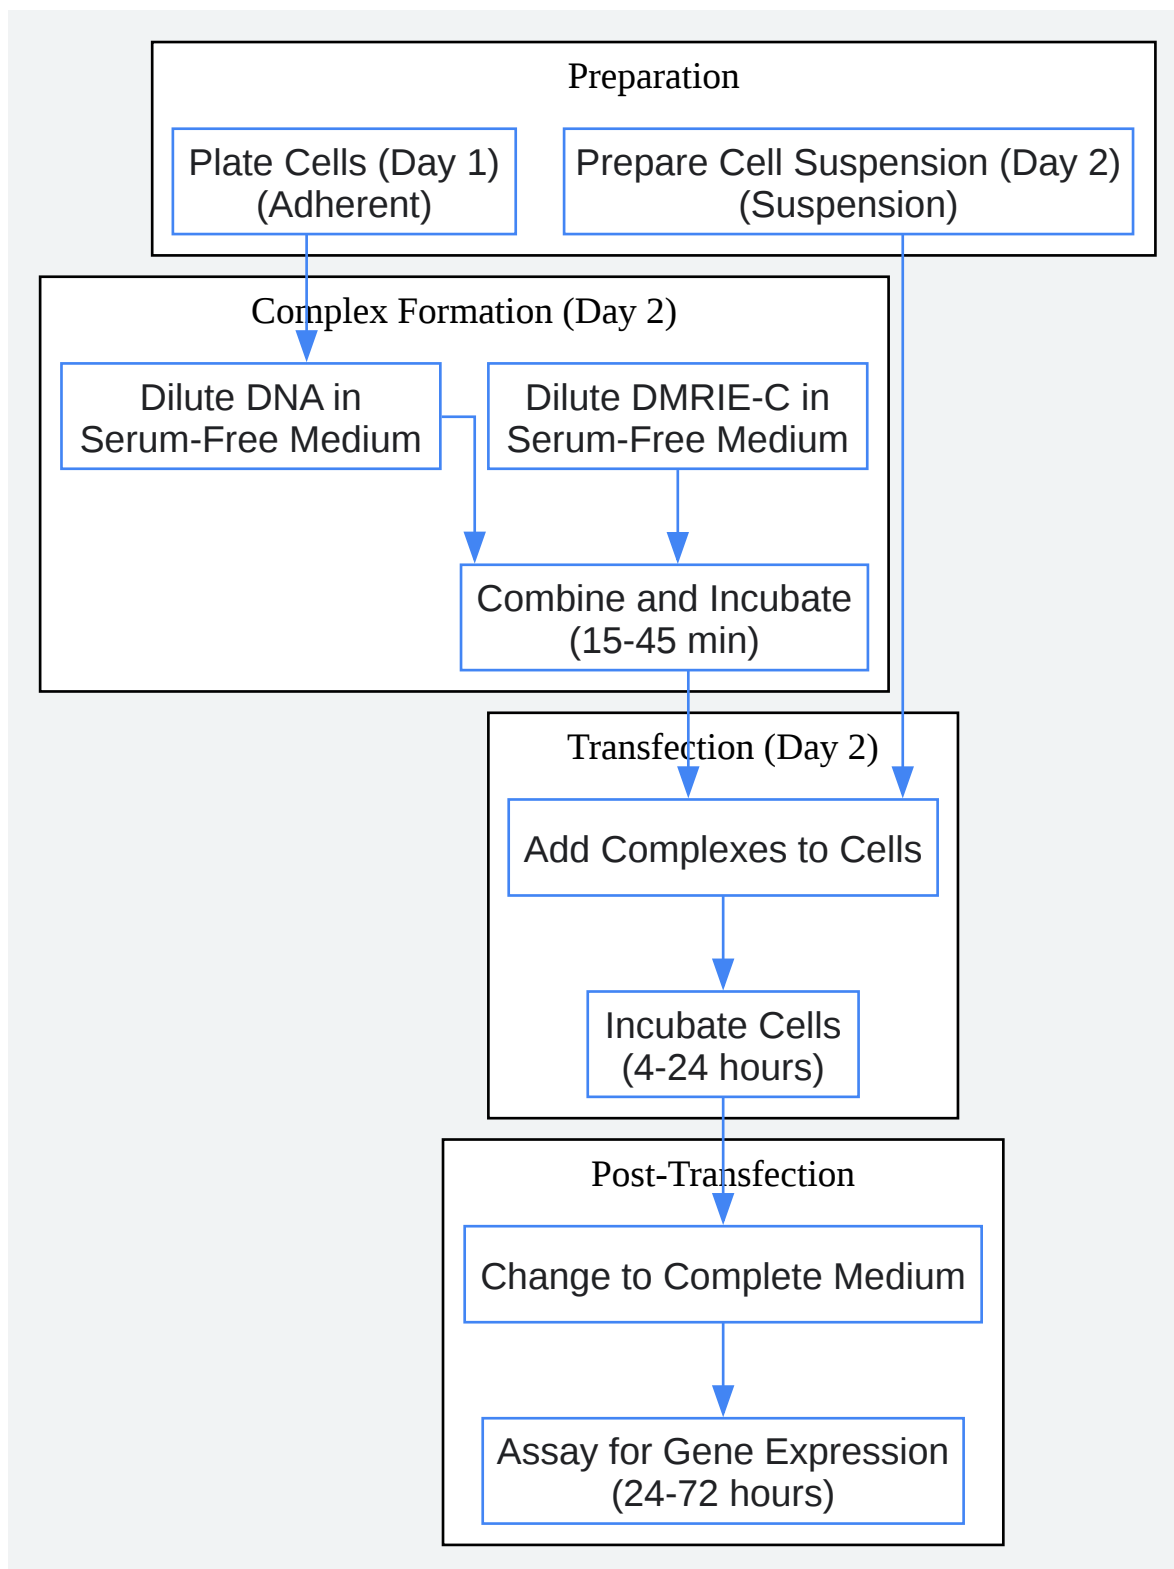 Preparation
Plate Cells (Day 1)
(Adherent)
Prepare Cell Suspension (Day 2)
(Suspension)
Complex Formation (Day 2)
Dilute DNA in
Serum-Free Medium
Dilute DMRIE-C in
Serum-Free Medium
Combine and Incubate
(15-45 min)
Transfection (Day 2)
Add Complexes to Cells
Incubate Cells
(4-24 hours)
Post-Transfection
Change to Complete Medium
Assay for Gene Expression
(24-72 hours)